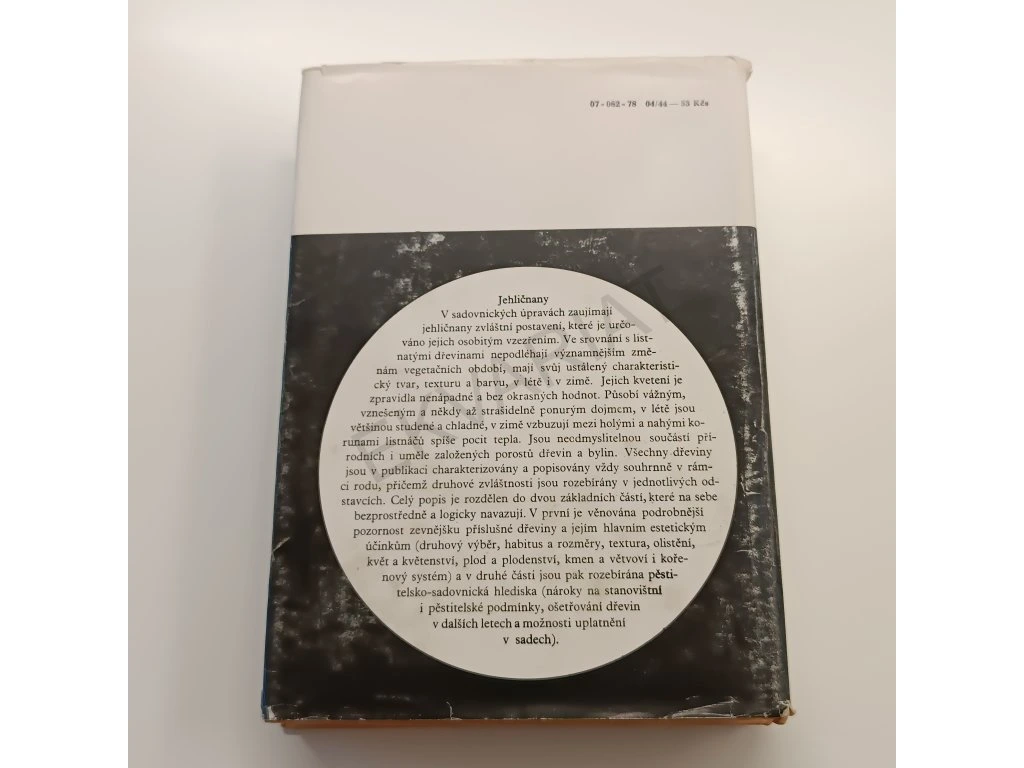 07-062-78 04/44 — 53 Kčs
Jehličnany
V sadovnických úpravách zaujímají
jehličnany zvláštní postavení, které je určo-
váno jejich osobitým vzezřením. Ve srovnání s list-
natými dřevinami nepodléhají významnějším změ-
nám vegetačních období, mají svůj ustálený charakteristi-
cký tvar, texturu a barvu, v létě i v zimě. Jejich kvetení je
zpravidla nenápadné a bez okrasných hodnot. Působí vážným,
vznešeným a někdy až strašidelně ponurým dojmem, v létě jsou
většinou studené a chladné, v zimě vzbuzují mezi holými a nahými ko-
runami listnáčů spíše pocit tepla. Jsou neodmyslitelnou součástí pří-
rodních i uměle založených porostů dřevin a bylin. Všechny dřeviny
jsou v publikaci charakterizovány a popisovány vždy souhrnně v rám-
ci rodu, přičemž druhové zvláštnosti jsou rozebírány v jednotlivých od-
stavcích. Celý popis je rozdělen do dvou základních částí, které na sebe
bezprostředně a logicky navazují. V první je věnována podrobnější
pozornost zevnějšku příslušné dřeviny a jejím hlavním estetickým
účinkům (druhový výběr, habitus a rozměry, textura, olistění,
květ a květenství, plod a plodenství, kmen a větvoví i koře-
nový systém) a v druhé části jsou pak rozebírána pěsti-
telsko-sadovnická hlediska (nároky na stanovištní
i pěstitelské podmínky, ošetřování dřevin
v dalších letech a možnosti uplatnění
v sadech).